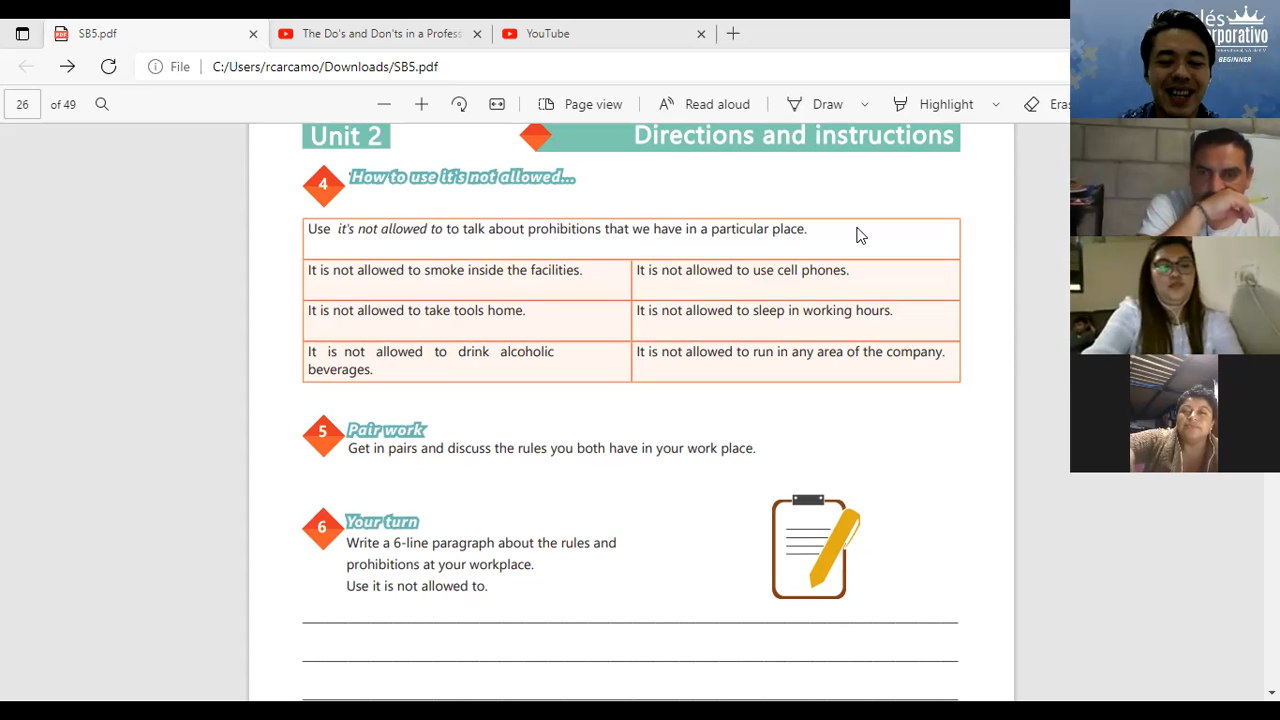 SB5.pdf
The Do's and Don'ts in a Profess
YouTube
File
C:/Users/rcarcamo/Downloads/SB5.pdf
26 of 49
Page view
Read aloud
Draw
Highlight
Eras
lés
rporativo
BEGINNER
Unit 2
Directions and instructions
4
How to use it's not allowed...
Use it's not allowed to to talk about prohibitions that we have in a particular place.
It is not allowed to smoke inside the facilities.
It is not allowed to use cell phones.
It is not allowed to take tools home.
It is not allowed to sleep in working hours.
It is not allowed to drink alcoholic
beverages.
It is not allowed to run in any area of the company.
5
Pair work
Get in pairs and discuss the rules you both have in your work place.
6
Your turn
Write a 6-line paragraph about the rules and
prohibitions at your workplace.
Use it is not allowed to.